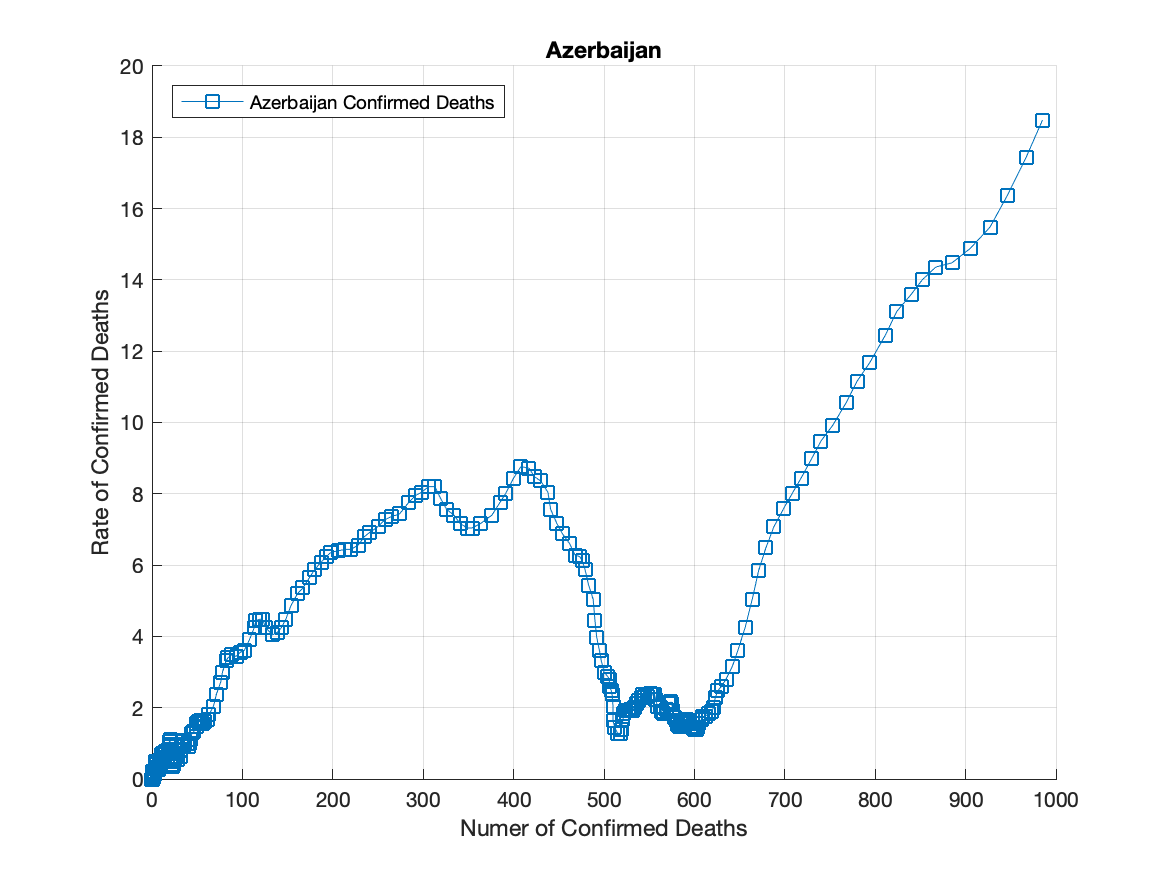 Azerbaijan
Azerbaijan Confirmed Deaths
Rate of Confirmed Deaths
20
18
16
14
12
10
8
6
4
2
0
0 100 200 300 400 500 600 700 800 900 1000
Numer of Confirmed Deaths